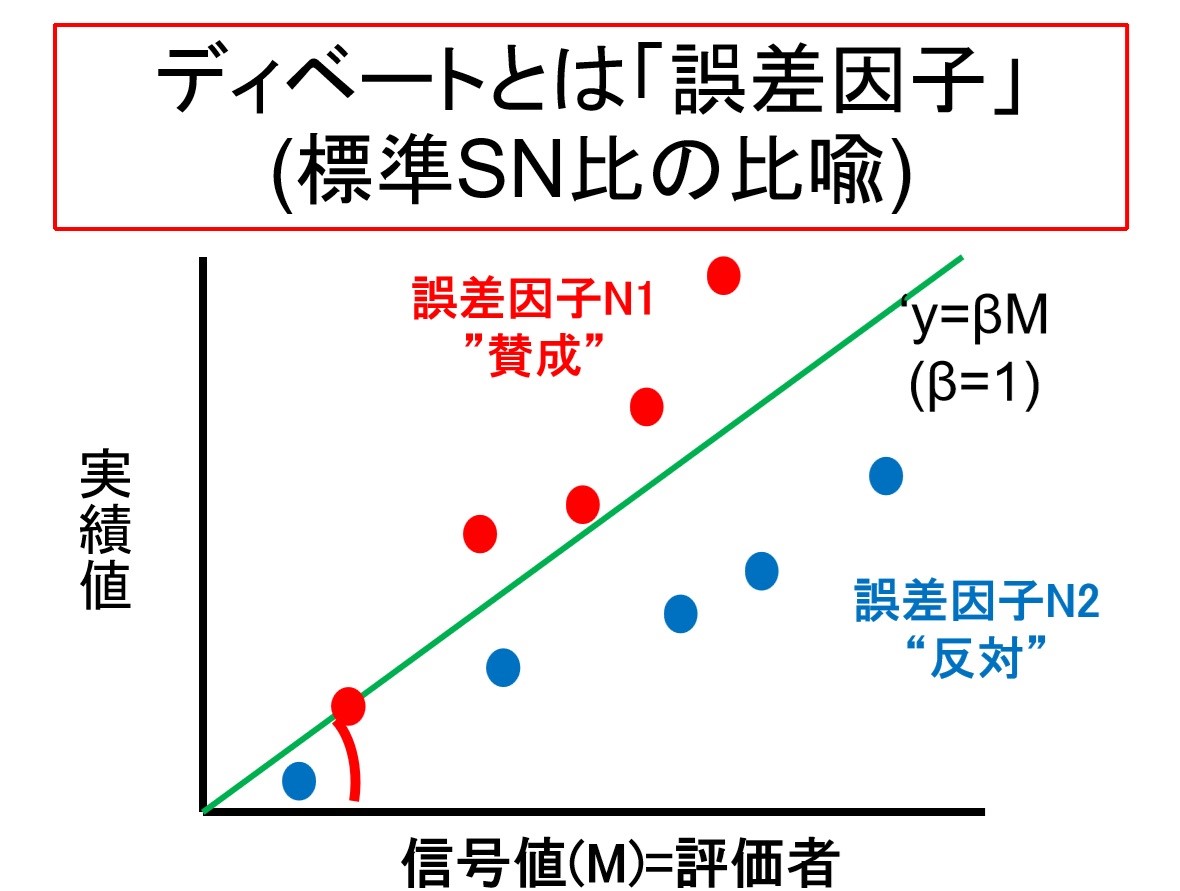 ディベートとは「誤差因子」
(標準SN比の比喩)
誤差因子N1
”賛成”
‘y=βM
(β=1)
実績値
誤差因子N2
“反対”
信号値(M)=評価者